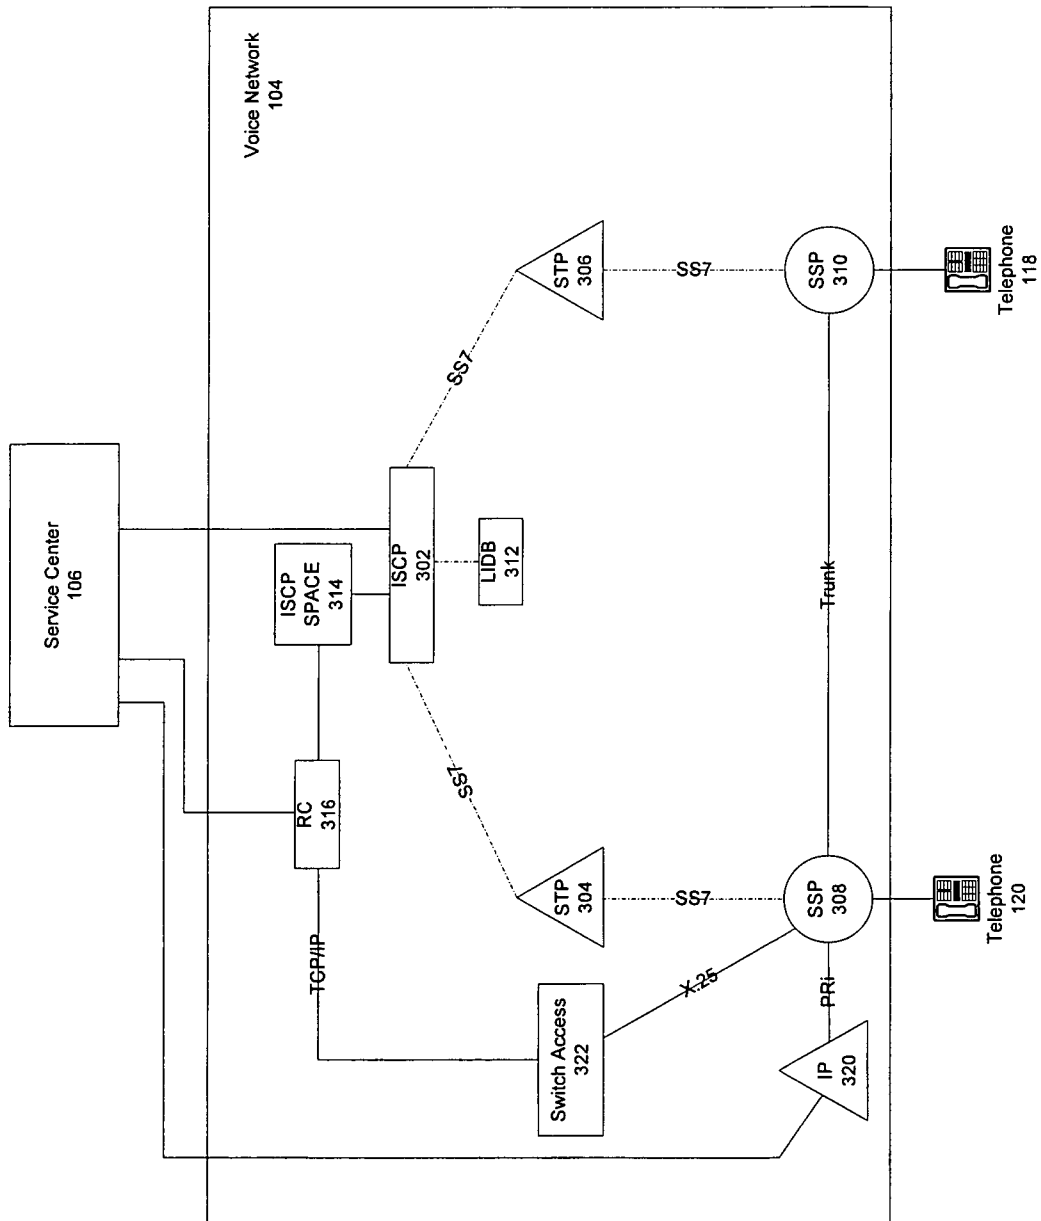 Service Center
106
Voice Network
104
ISCP
SPACE
314
RC
316
ISCP
302
LIDB
312
TCP/IP
SS7
SS7
STP
304
STP
306
Switch Access
322
X.25
SS7
SS7
IP
320
PRi
SSP
308
Trunk
SSP
310
Telephone
120
Telephone
118